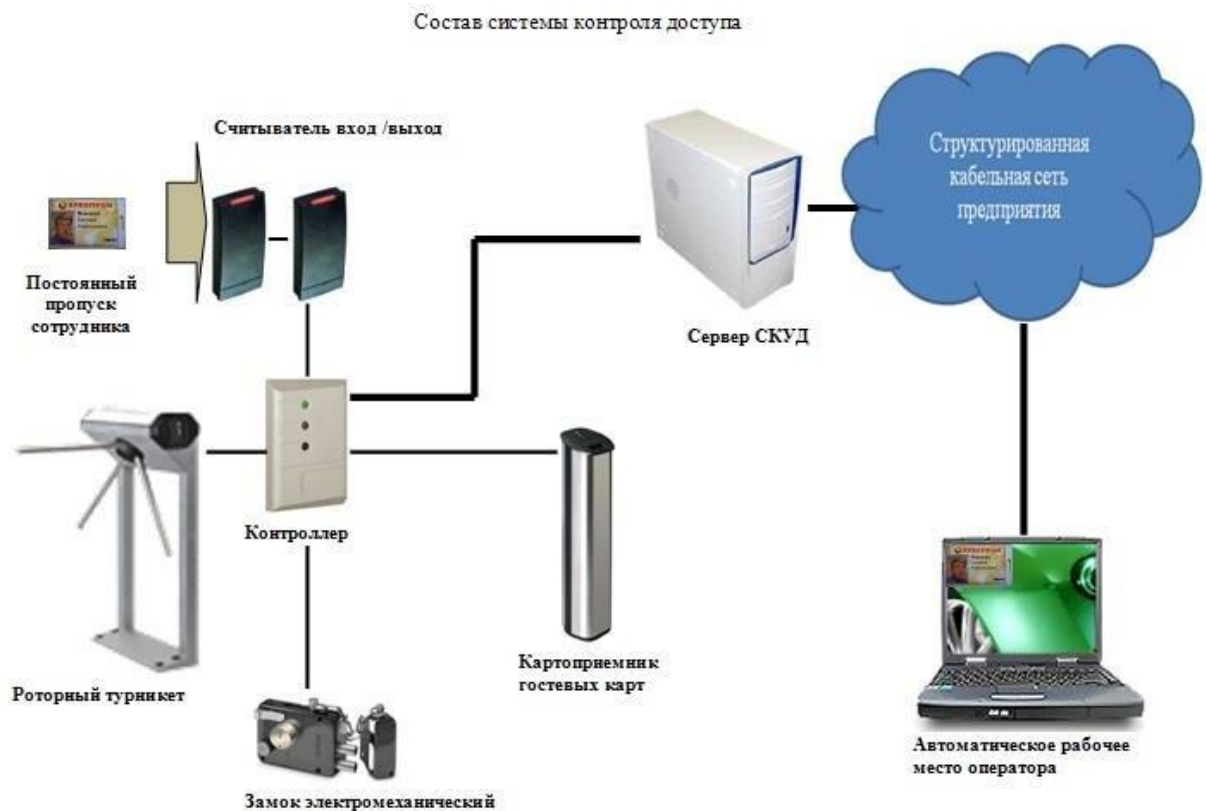 Состав системы контроля доступа
Считыватель вход /выход
Структурированная
кабельная сеть
предприятия
Постоянный
пропуск
сотрудника
Сервер СКУД
Контроллер
Роторный турникет
Картоприемник
гостевых карт
Замок электромеханический
Автоматическое рабочее
место оператора